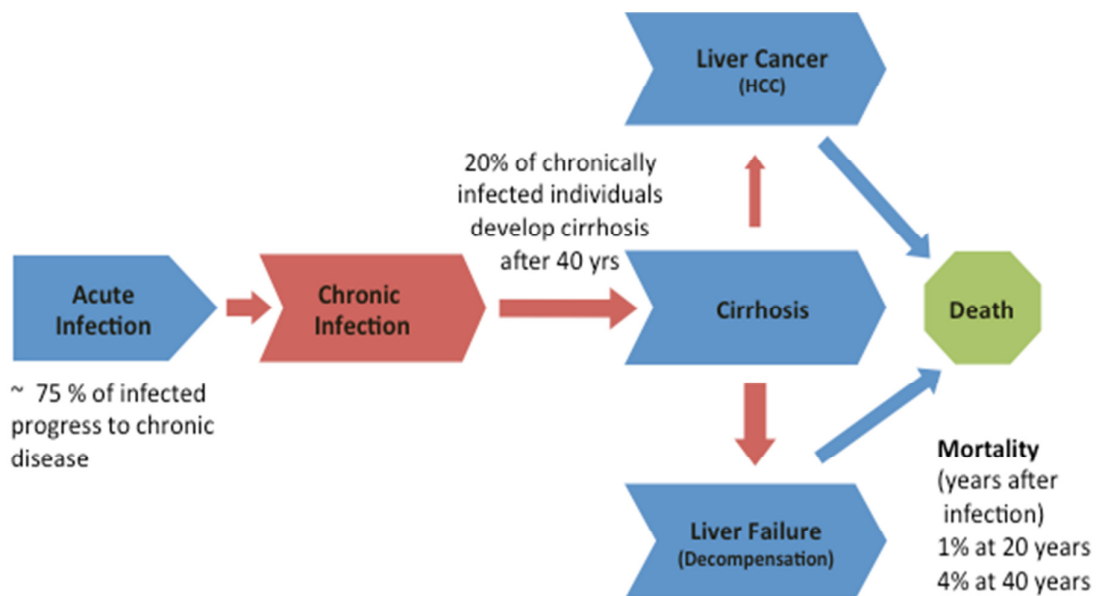 Liver Cancer
(HCC)
20% of chronically
infected individuals
develop cirrhosis
after 40 yrs
Acute
Infection
Chronic
Infection
Cirrhosis
Death
~ 75 % of infected
progress to chronic
disease
Liver Failure
(Decompensation)
Mortality
(years after
infection)
1% at 20 years
4% at 40 years